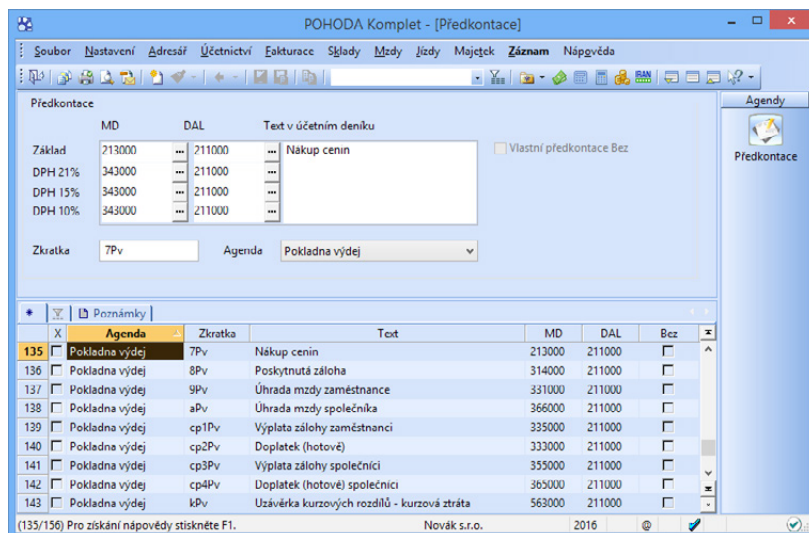 POHODA Komplet - [Předkontace]
Soubor Nastavení Adresář Účetnictví Fakturace Sklady Mzdy Jízdy Majetek Záznam Nápověda
IBAN
Agendy
Předkontace
Předkontace
MD DAL Text v účetním deníku
Základ 213000 ... 211000 ... Nákup cenin Vlastní předkontace Bez
DPH 21% 343000 ... 211000 ...
DPH 15% 343000 ... 211000 ...
DPH 10% 343000 ... 211000 ...
Zkratka 7Pv Agenda Pokladna výdej
* Poznámky
X Agenda Zkratka Text MD DAL Bez
135 Pokladna výdej 7Pv Nákup cenin 213000 211000
136 Pokladna výdej 8Pv Poskytnutá záloha 314000 211000
137 Pokladna výdej 9Pv Úhrada mzdy zaměstnance 331000 211000
138 Pokladna výdej aPv Úhrada mzdy společníka 366000 211000
139 Pokladna výdej cp1Pv Výplata zálohy zaměstnanci 335000 211000
140 Pokladna výdej cp2Pv Doplatek (hotově) 333000 211000
141 Pokladna výdej cp3Pv Výplata zálohy společníci 355000 211000
142 Pokladna výdej cp4Pv Doplatek (hotově) společníci 365000 211000
143 Pokladna výdej kPv Uzávěrka kurzových rozdílů - kurzová ztráta 563000 211000
(135/156) Pro získání nápovědy stiskněte F1. Novák s.r.o. 2016 @